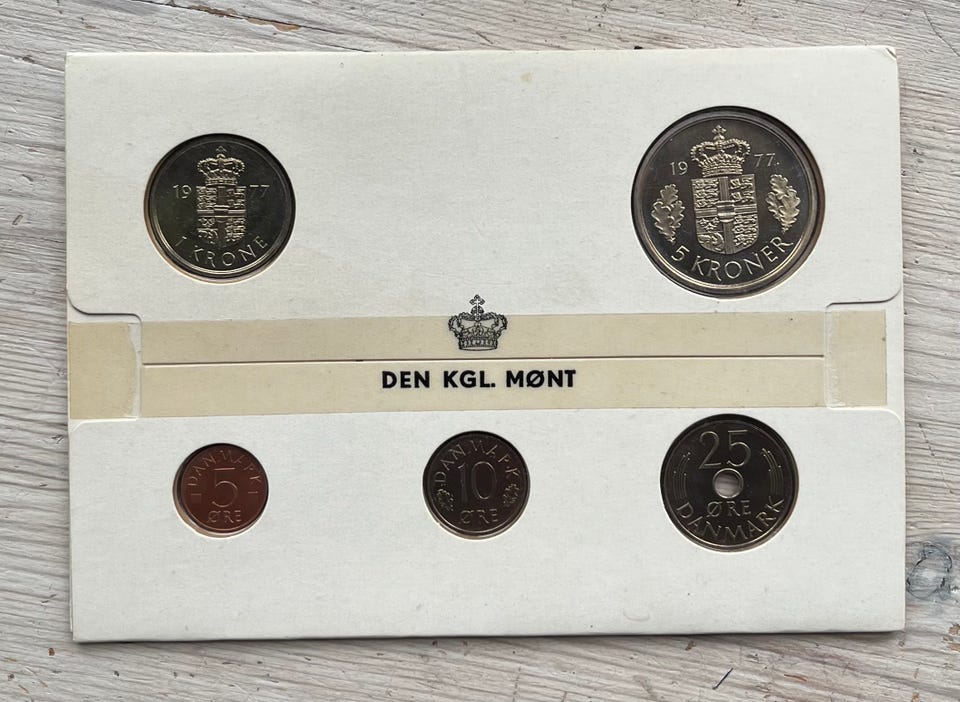 1977
1 KRONE
1977
5 KRONER
DEN KGL. MØNT
DANMARK
5
ØRE
DANMARK
10
ØRE
25
ØRE
DANMARK